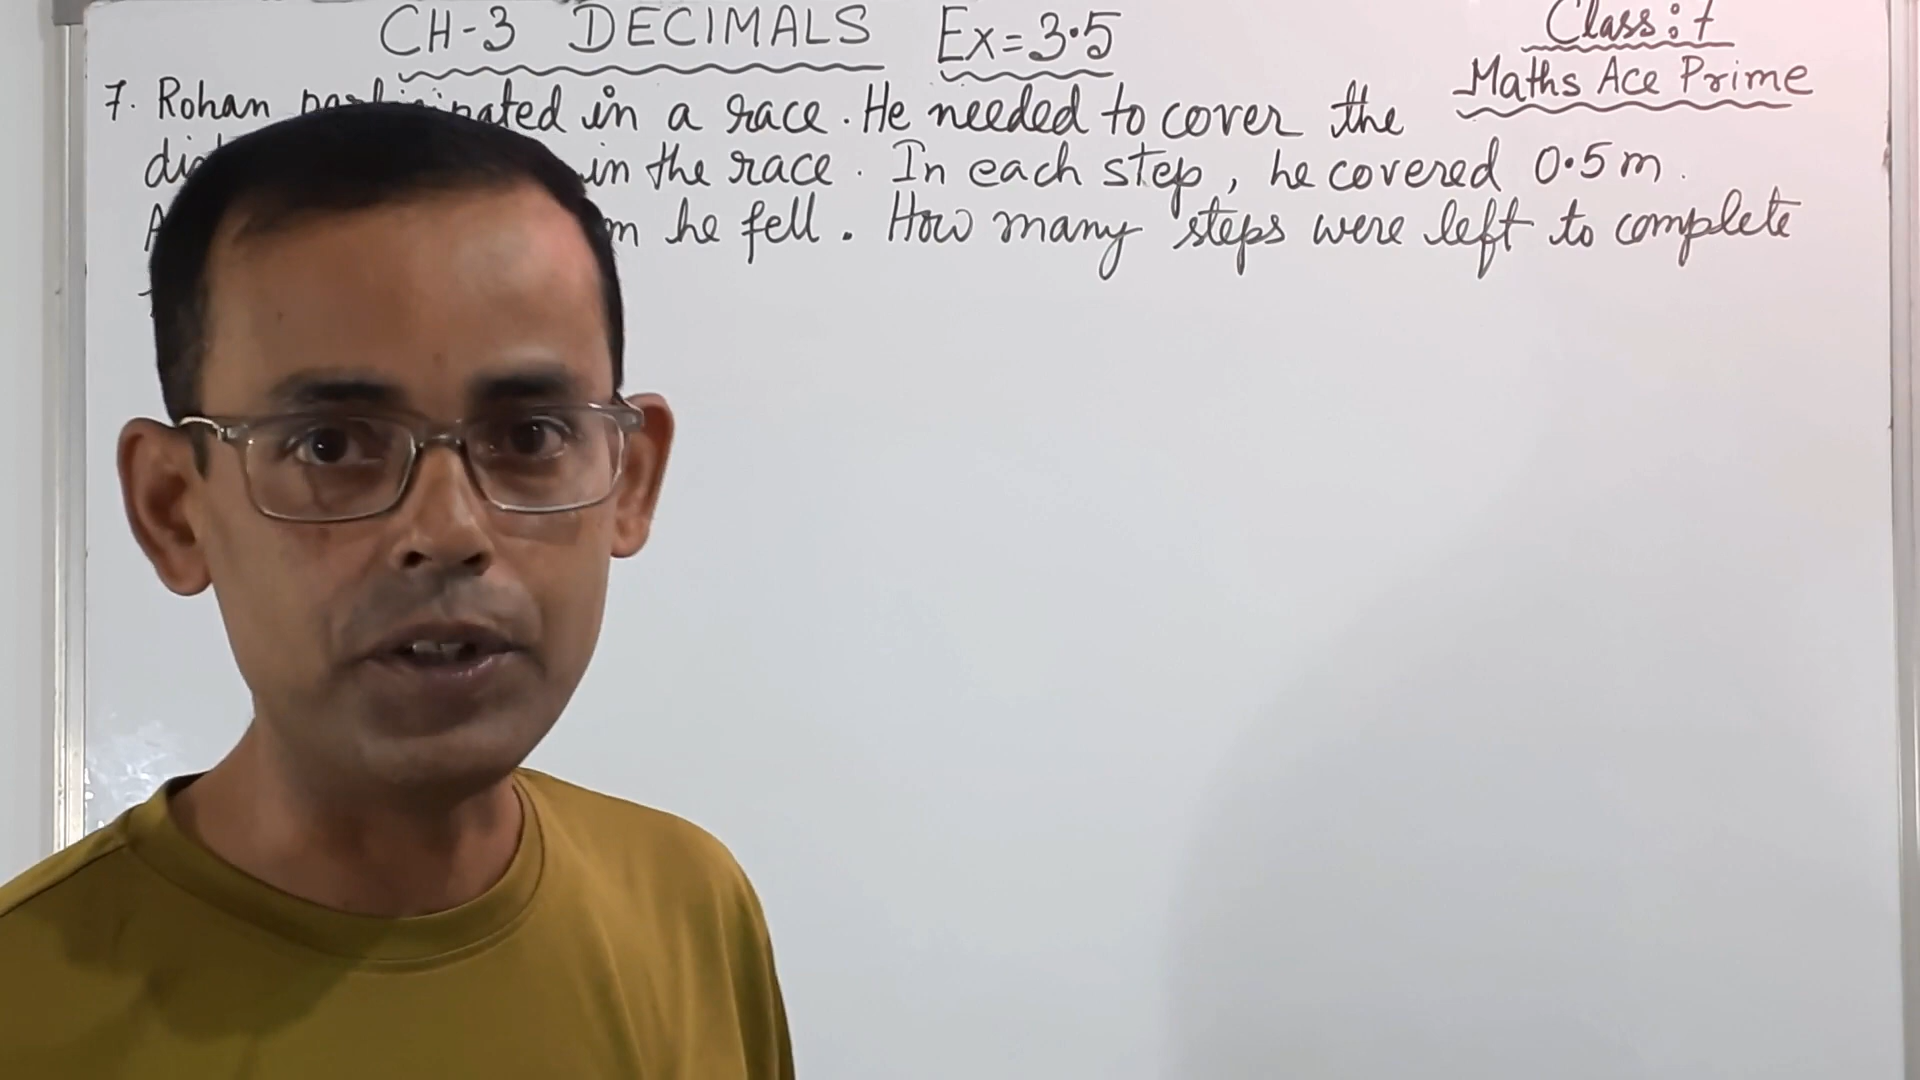 CH-3 DECIMALS Ex=3.5
Class: 7
Maths Ace Prime
7. Rohan participated in a race. He needed to cover the
in the race. In each step, he covered 0.5m.
he fell. How many steps were left to complete